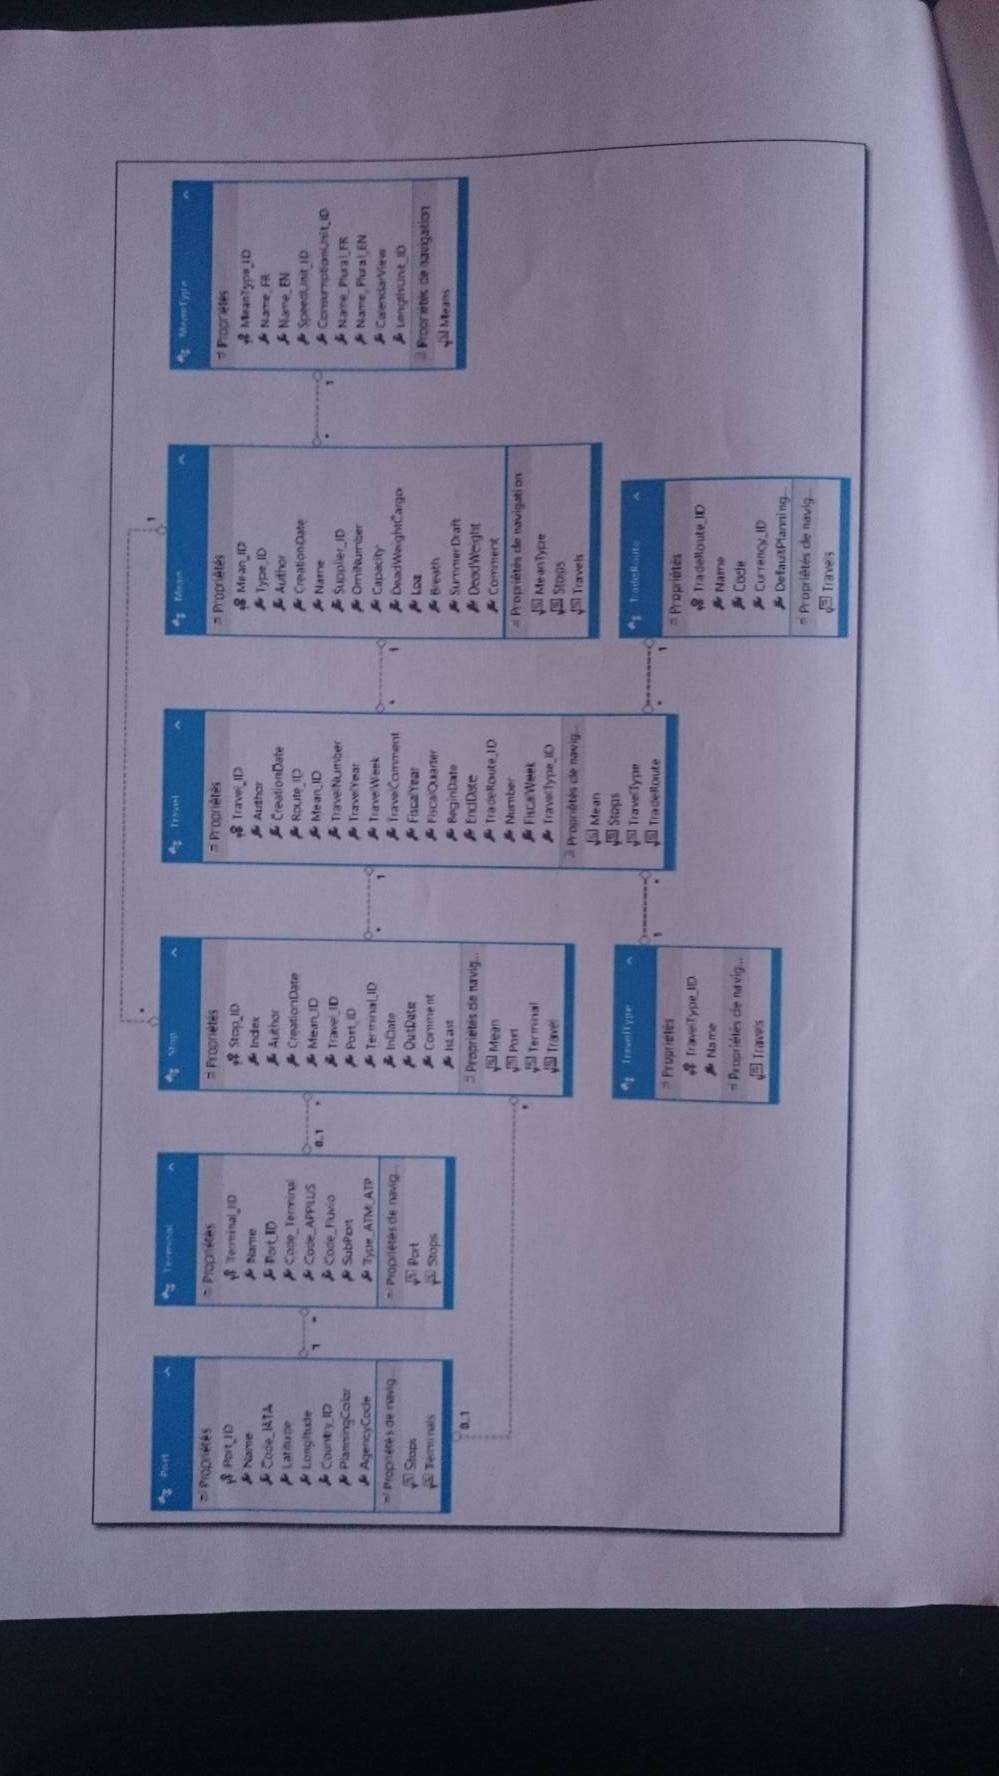 Port
Propriétés
Port_ID
Name
Code_IATA
Latitude
Longitude
Country_ID
PlanningColor
AgencyCode
Propriétés de navig...
Stops
Terminals
Terminal
Propriétés
Terminal_ID
Name
Port_ID
Code_Terminal
Code_APPLUS
Code_Fluvio
SubPort
Type_ATM_ATP
Propriétés de navig...
Port
Stops
Stop
Propriétés
Stop_ID
Index
Author
CreationDate
Mean_ID
Travel_ID
Port_ID
Terminal_ID
InDate
OutDate
Comment
IsLast
Propriétés de navig...
Mean
Port
Terminal
Travel
Travel
Propriétés
Travel_ID
Author
CreationDate
Route_ID
Mean_ID
TravelNumber
TravelYear
TravelWeek
TravelComment
FiscalYear
FiscalQuarter
BeginDate
EndDate
TradeRoute_ID
Number
FiscalWeek
TravelType_ID
Propriétés de navig...
Mean
Stops
TravelType
TradeRoute
Mean
Propriétés
Mean_ID
Type_ID
Author
CreationDate
Name
Supplier_ID
OmiNumber
Capacity
DeadWeightCargo
Loa
Breath
SummerDraft
DeadWeight
Comment
Propriétés de navigation
MeanType
Stops
Travels
MeanType
Propriétés
MeanType_ID
Name_FR
Name_EN
SpeedUnit_ID
ConsumptionUnit_ID
Name_Plural_FR
Name_Plural_EN
CalendarView
LengthUnit_ID
Propriétés de navigation
Means
TravelType
Propriétés
TravelType_ID
Name
Propriétés de navig...
Travels
TradeRoute
Propriétés
TradeRoute_ID
Name
Code
Currency_ID
DefaultPlanning...
Propriétés de navig...
Travels
1 *
0..1 *
* 1
* 1
* 1
* 1
0..1 *
1 *
* 1